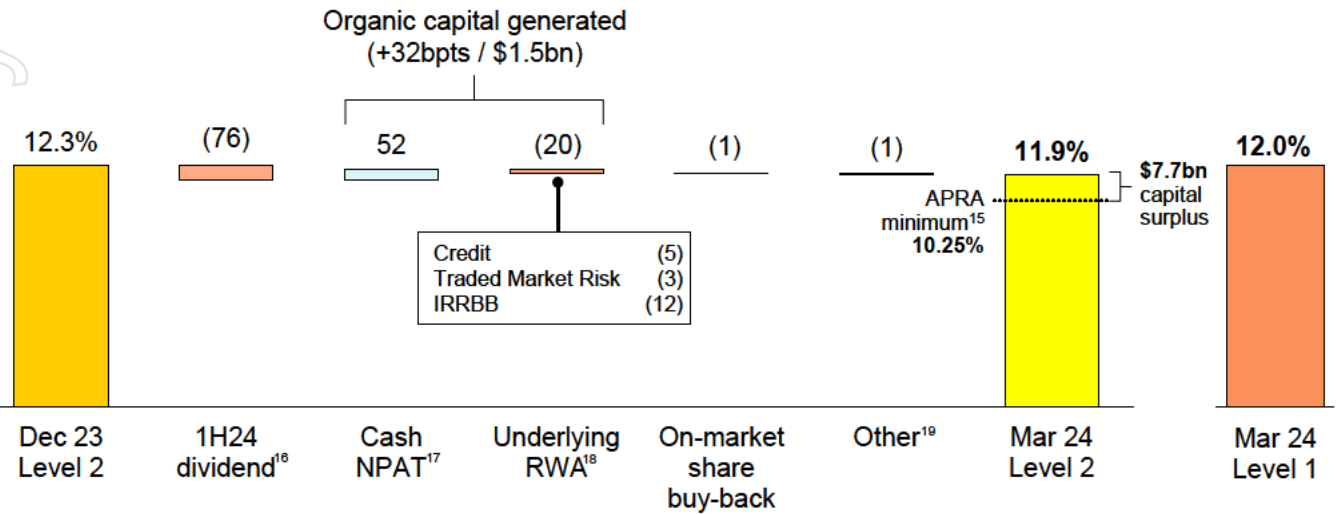 Organic capital generated
(+32bpts / $1.5bn)
12.3%
(76)
52
(20)
(1)
(1)
11.9%
12.0%
$7.7bn
capital
surplus
APRA
minimum¹⁵
10.25%
Credit (5)
Traded Market Risk (3)
IRRBB (12)
Dec 23
Level 2
1H24
dividend¹⁶
Cash
NPAT¹⁷
Underlying
RWA¹⁸
On-market
share
buy-back
Other¹⁹
Mar 24
Level 2
Mar 24
Level 1